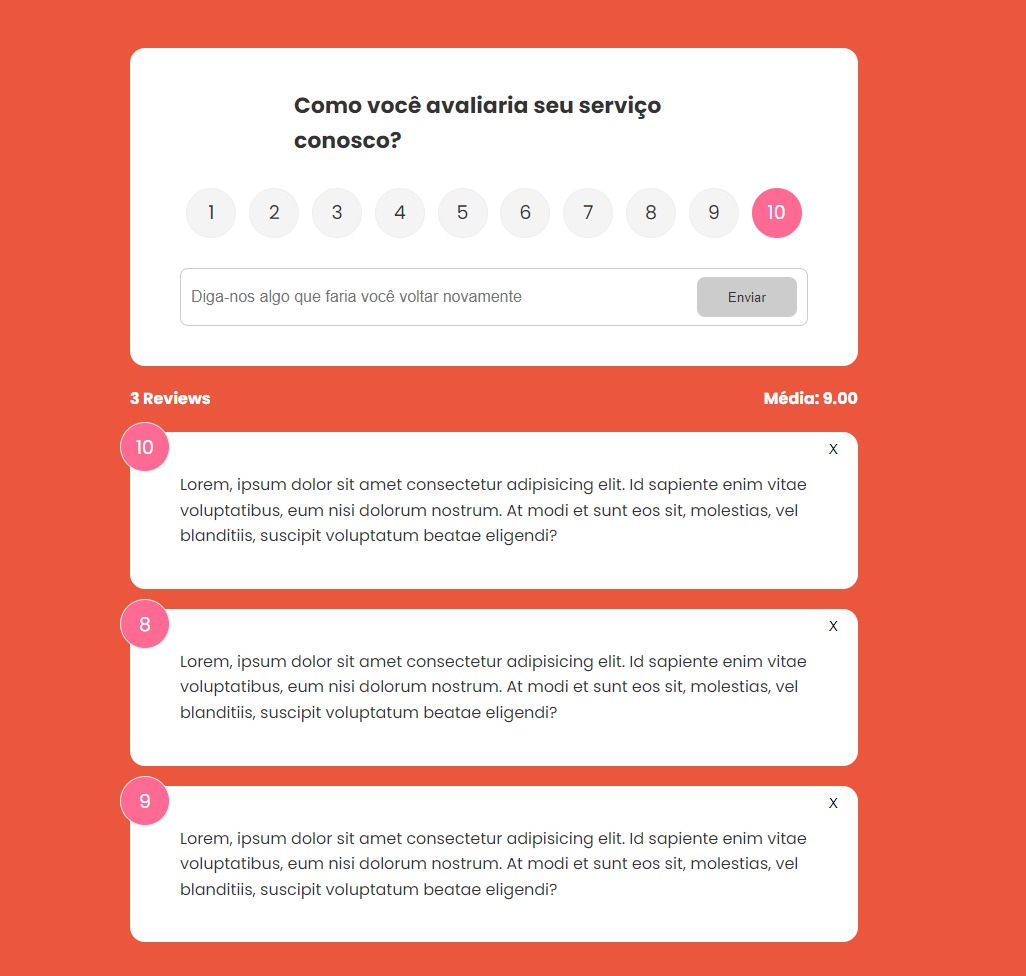 Como você avaliaria seu serviço
conosco?
1 2 3 4 5 6 7 8 9 10
Diga-nos algo que faria você voltar novamente Enviar
3 Reviews Média: 9.00
10 X
Lorem, ipsum dolor sit amet consectetur adipisicing elit. Id sapiente enim vitae
voluptatibus, eum nisi dolorum nostrum. At modi et sunt eos sit, molestias, vel
blanditiis, suscipit voluptatum beatae eligendi?
8 X
Lorem, ipsum dolor sit amet consectetur adipisicing elit. Id sapiente enim vitae
voluptatibus, eum nisi dolorum nostrum. At modi et sunt eos sit, molestias, vel
blanditiis, suscipit voluptatum beatae eligendi?
9 X
Lorem, ipsum dolor sit amet consectetur adipisicing elit. Id sapiente enim vitae
voluptatibus, eum nisi dolorum nostrum. At modi et sunt eos sit, molestias, vel
blanditiis, suscipit voluptatum beatae eligendi?